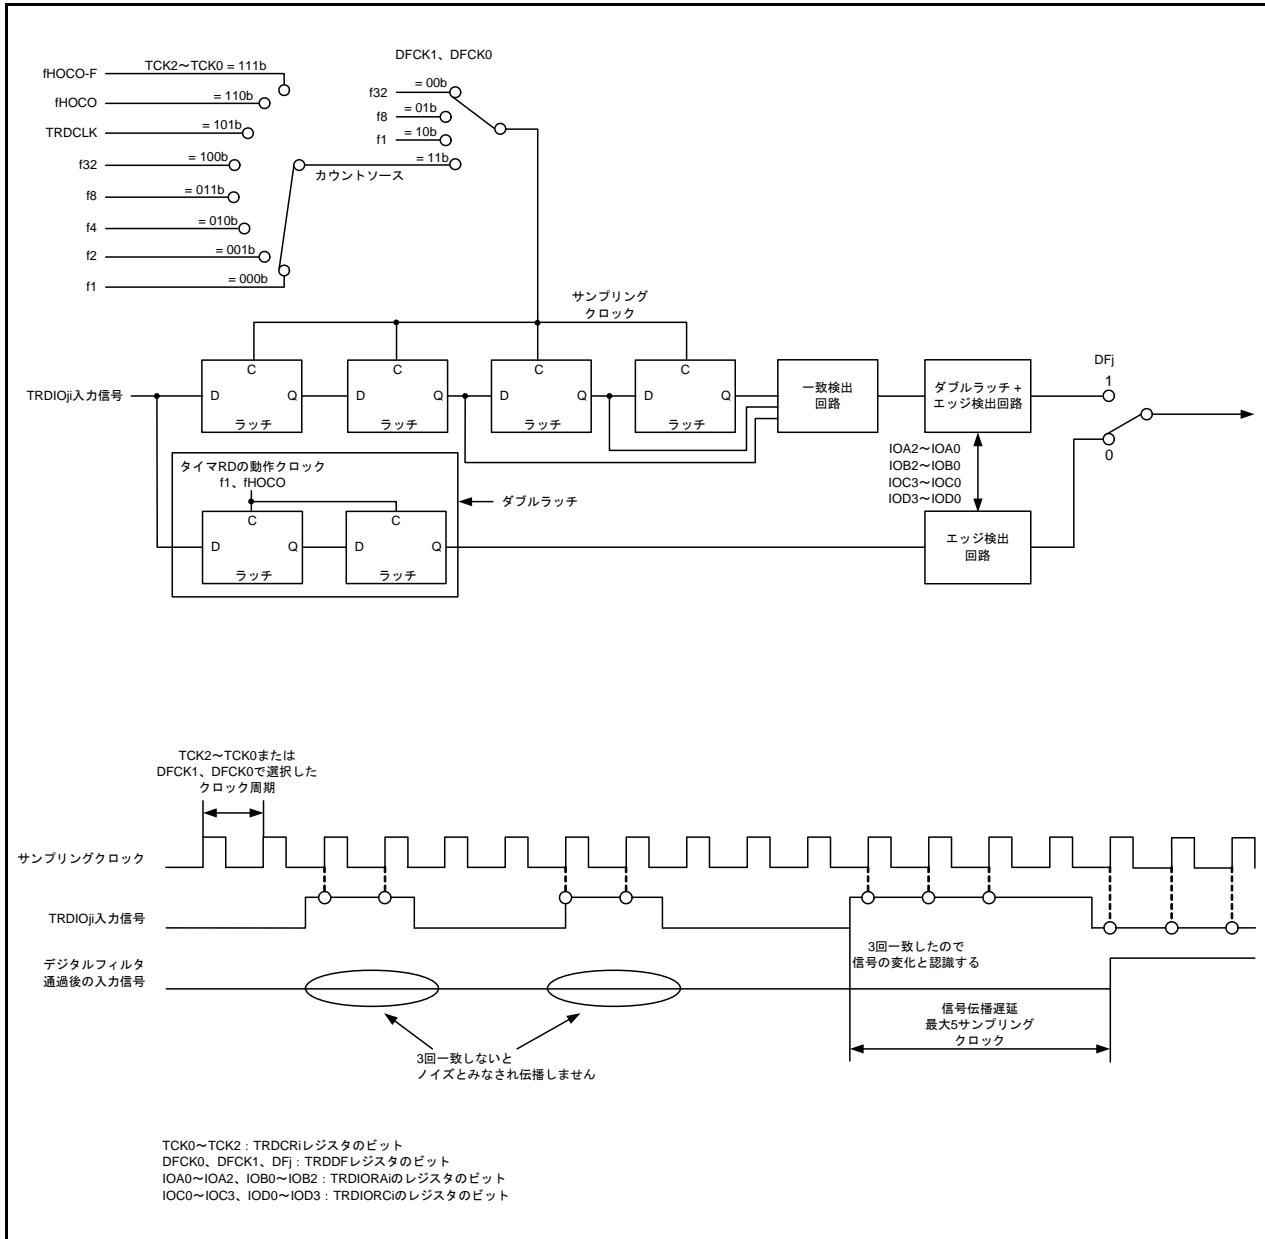 fHOCO-F
TCK2～TCK0 = 111b
fHOCO
= 110b
TRDCLK
= 101b
f32
= 100b
f8
= 011b
f4
= 010b
f2
= 001b
f1
= 000b
カウントソース
DFCK1、DFCK0
f32
= 00b
f8
= 01b
f1
= 10b
= 11b
サンプリング
クロック
TRDIOji入力信号
C
D
Q
ラッチ
C
D
Q
ラッチ
C
D
Q
ラッチ
C
D
Q
ラッチ
一致検出
回路
ダブルラッチ +
エッジ検出回路
DFj
1
0
IOA2～IOA0
IOB2～IOB0
IOC3～IOC0
IOD3～IOD0
タイマRDの動作クロック
f1、fHOCO
C
D
Q
ラッチ
C
D
Q
ラッチ
ダブルラッチ
エッジ検出
回路
TCK2～TCK0または
DFCK1、DFCK0で選択した
クロック周期
サンプリングクロック
TRDIOji入力信号
3回一致したので
信号の変化と認識する
デジタルフィルタ
通過後の入力信号
信号伝播遅延
最大5サンプリング
クロック
3回一致しないと
ノイズとみなされ伝播しません
TCK0～TCK2 : TRDCRiレジスタのビット
DFCK0、DFCK1、DFj : TRDDFレジスタのビット
IOA0～IOA2、IOB0～IOB2 : TRDIORAiのレジスタのビット
IOC0～IOC3、IOD0～IOD3 : TRDIORCiのレジスタのビット